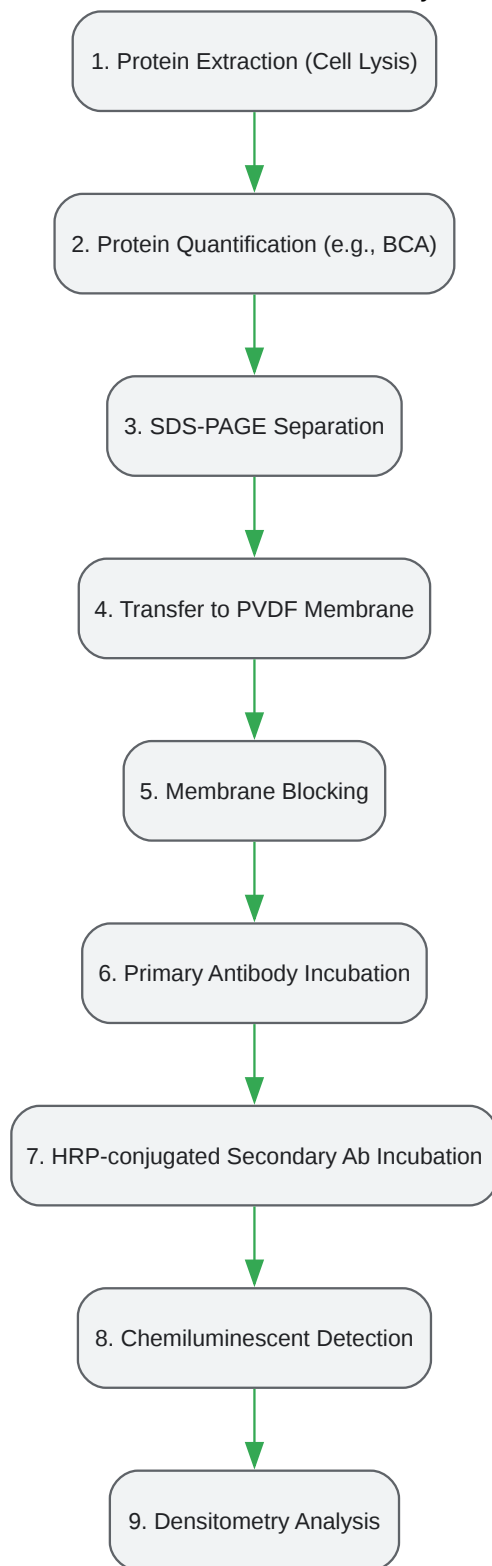 1. Protein Extraction (Cell Lysis)
2. Protein Quantification (e.g., BCA)
3. SDS-PAGE Separation
4. Transfer to PVDF Membrane
5. Membrane Blocking
6. Primary Antibody Incubation
7. HRP-conjugated Secondary Ab Incubation
8. Chemiluminescent Detection
9. Densitometry Analysis